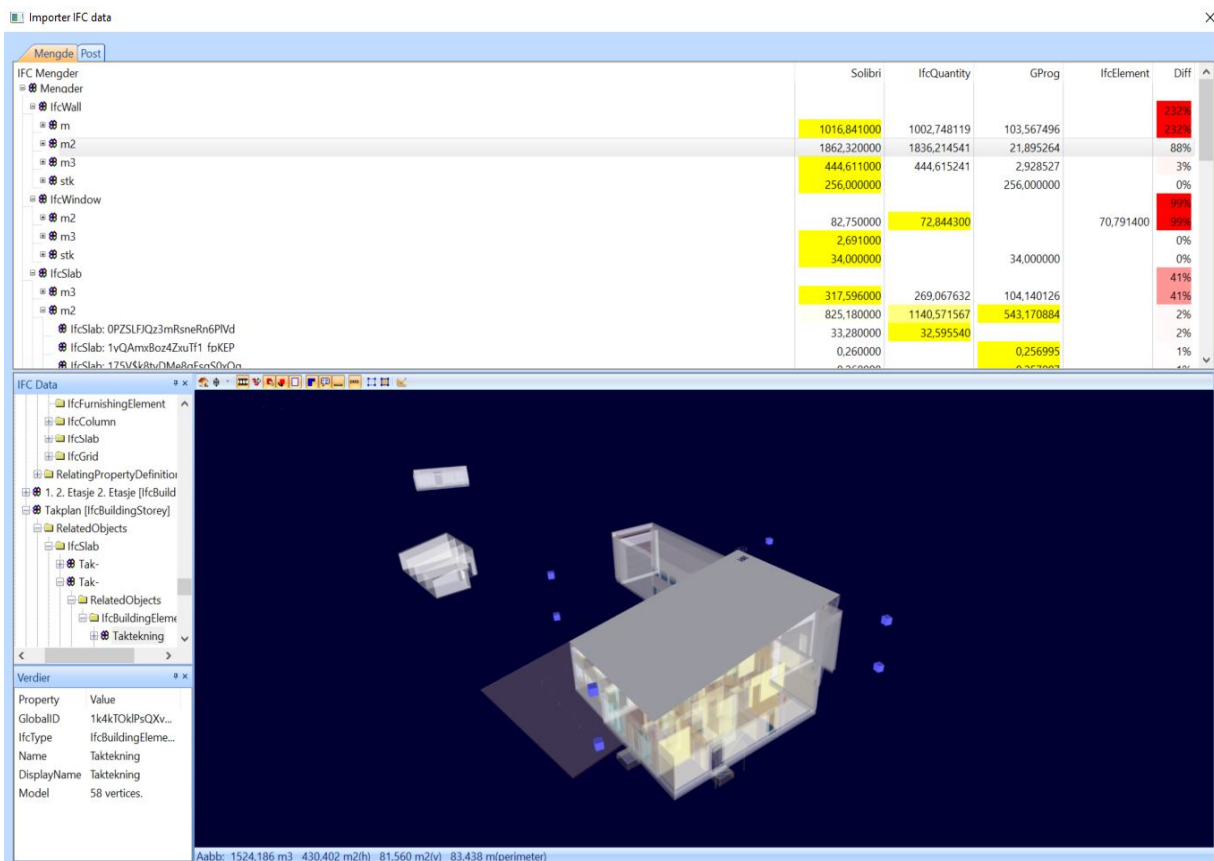 Importer IFC data
Mengde Post
IFC Mengder Solibri IfcQuantity GProg IfcElement Diff
Mengder
IfcWall 232%
m 1016,841000 1002,748119 103,567496 232%
m2 1862,320000 1836,214541 21,895264 88%
m3 444,611000 444,615241 2,928527 3%
stk 256,000000 256,000000 0%
IfcWindow 99%
m2 82,750000 72,844300 70,791400 99%
m3 2,691000 0%
stk 34,000000 34,000000 0%
IfcSlab 41%
m3 317,596000 269,067632 104,140126 41%
m2 825,180000 1140,571567 543,170884 2%
IfcSlab: 0PZSLFJQz3mRsneRn6PlVd 33,280000 32,595540 2%
IfcSlab: 1yQAmxBoz4ZxuTf1_fpKEP 0,260000 0,256995 1%
IFC Data
IfcFurnishingElement
IfcColumn
IfcSlab
IfcGrid
RelatingPropertyDefinition
1. 2. Etasje 2. Etasje [IfcBuild
Takplan [IfcBuildingStorey]
RelatedObjects
IfcSlab
Tak-
Tak-
RelatedObjects
IfcBuildingEleme
Taktekning
Verdier
Property Value
GlobalID 1k4kTOklPsQXv...
IfcType IfcBuildingEleme...
Name Taktekning
DisplayName Taktekning
Model 58 vertices.
Aabb: 1524,186 m3 430,402 m2(h) 81,560 m2(v) 83,438 m(perimeter)